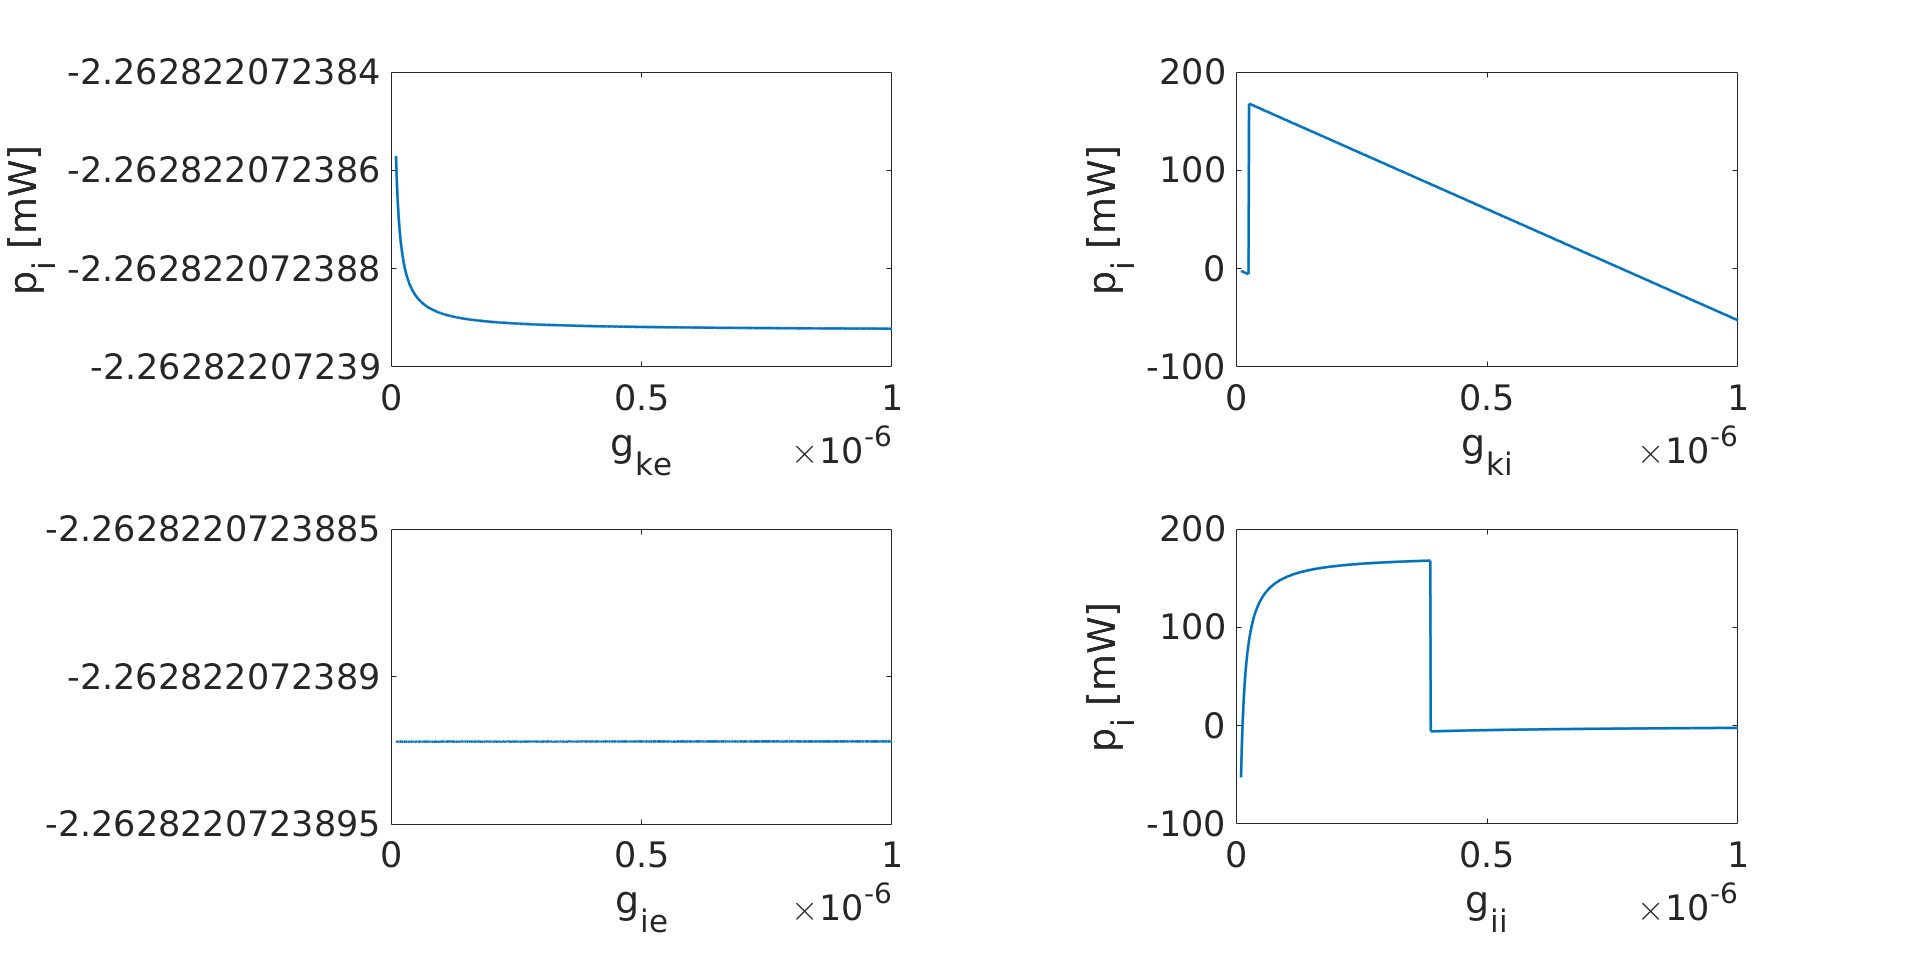 -2.262822072384
-2.262822072386
-2.262822072388
-2.26282207239
p_i [mW]
0 0.5 1
g_ke ×10^-6
200
100
0
-100
p_i [mW]
0 0.5 1
g_ki ×10^-6
-2.2628220723885
-2.262822072389
-2.2628220723895
0 0.5 1
g_ie ×10^-6
200
100
0
-100
p_i [mW]
0 0.5 1
g_ii ×10^-6